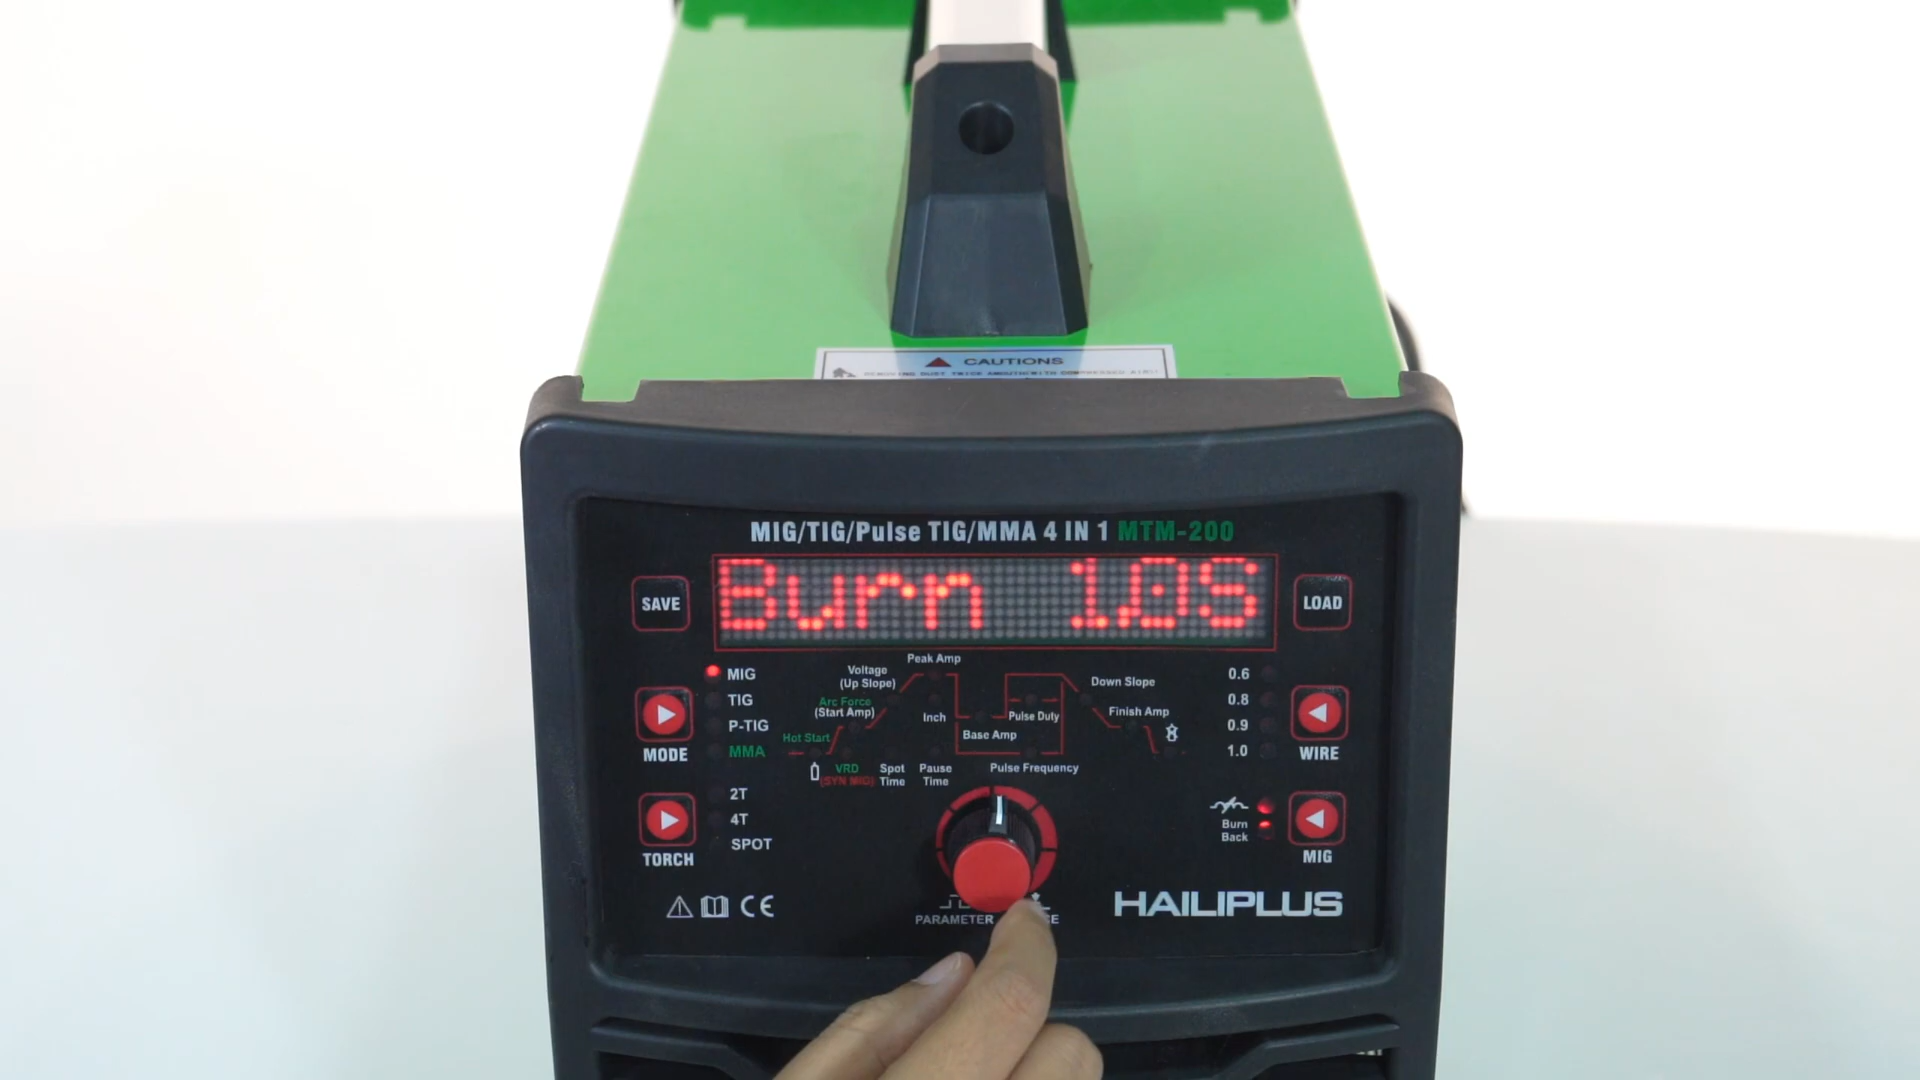 CAUTIONS
MIG/TIG/Pulse TIG/MMA 4 IN 1 MTM-200
SAVE
Burn 1.0S
LOAD
MIG
TIG
P-TIG
MMA
MODE
2T
4T
SPOT
TORCH
Peak Amp
Voltage
(Up Slope)
Arc Force
(Start Amp)
Hot Start
Inch
Pulse Duty
Base Amp
Down Slope
Finish Amp
VRD
(SYN MIG)
Spot
Time
Pause
Time
Pulse Frequency
0.6
0.8
0.9
1.0
WIRE
Burn
Back
MIG
CE
PARAMETER
HAILIPLUS